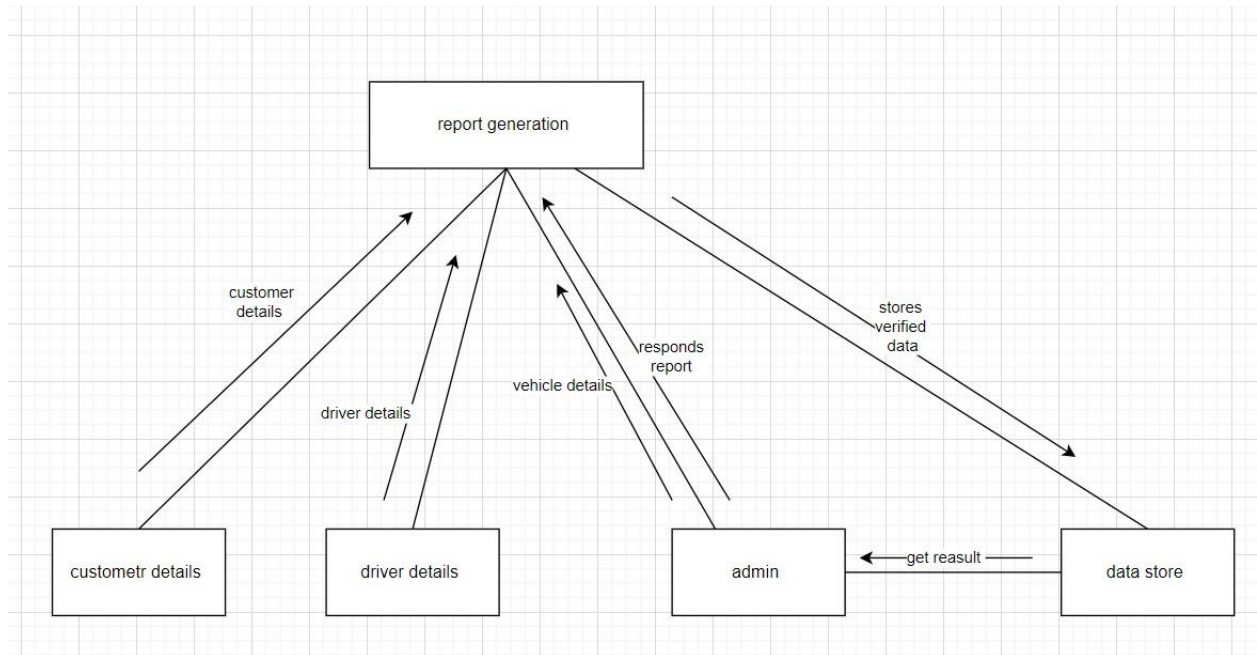 report generation
customer
details
stores
verified
data
responds
report
vehicle details
driver details
custometr details
driver details
admin
get reasult
data store